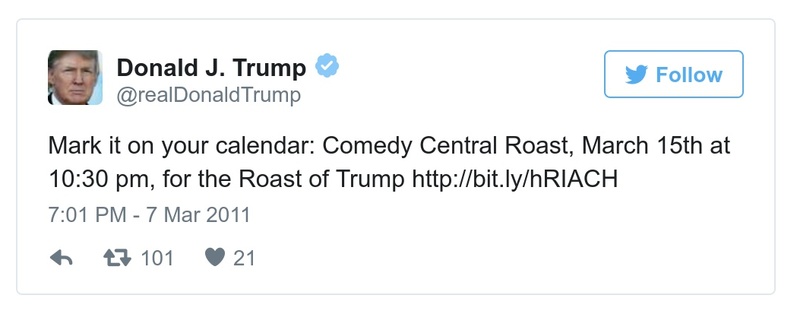 Donald J. Trump
@realDonaldTrump
Follow
Mark it on your calendar: Comedy Central Roast, March 15th at
10:30 pm, for the Roast of Trump http://bit.ly/hRIACH
7:01 PM - 7 Mar 2011
101 21